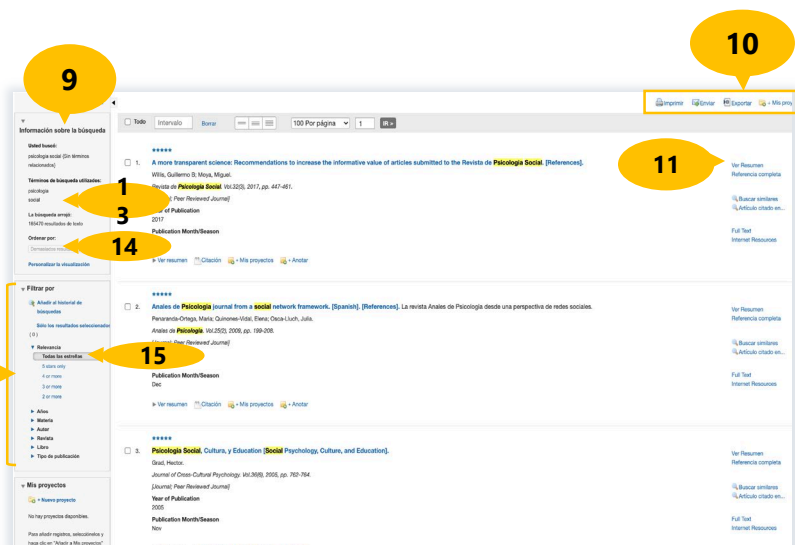 10
9
Imprimir Enviar Exportar + Mis proy
Todo Intervalo Borrar 100 Por página 1 IR »
Información sobre la búsqueda
Usted buscó:
psicologia social {Sin términos
relacionados}
Términos de búsqueda utilizados:
psicologia
social
La búsqueda arrojó:
165470 resultados de texto
Ordenar por:
Personalizar la visualización
1
3
14
1. A more transparent science: Recommendations to increase the informative value of articles submitted to the Revista de Psicología Social. [References].
Willis, Guillermo B; Moya, Miguel.
Revista de Psicología Social. Vol.32(3), 2017, pp. 447-461.
Peer Reviewed Journal]
of Publication
2017
Publication Month/Season
Ver resumen Citación + Mis proyectos + Anotar
11
Ver Resumen
Referencia completa
Buscar similares
Artículo citado en...
Full Text
Internet Resources
Filtrar por
Añadir al historial de
búsquedas
Sólo los resultados seleccionados
( 0 )
Relevancia
Todas las estrellas
5 stars only
4 or more
3 or more
2 or more
Años
Materia
Autor
Revista
Libro
Tipo de publicación
15
2. Anales de Psicologia journal from a social network framework. [Spanish]. [References]. La revista Anales de Psicología desde una perspectiva de redes sociales.
Penaranda-Ortega, Maria; Quinones-Vidal, Elena; Osca-Lluch, Julia.
Anales de Psicología. Vol.25(2), 2009, pp. 199-208.
[Journal; Peer Reviewed Journal]
Publication Month/Season
Dec
Ver resumen Citación + Mis proyectos + Anotar
Ver Resumen
Referencia completa
Buscar similares
Artículo citado en...
Full Text
Internet Resources
3. Psicologia Social, Cultura, y Education [Social Psychology, Culture, and Education].
Grad, Hector.
Journal of Cross-Cultural Psychology. Vol.36(6), 2005, pp. 762-764.
[Journal; Peer Reviewed Journal]
Year of Publication
2005
Publication Month/Season
Nov
Ver Resumen
Referencia completa
Buscar similares
Artículo citado en...
Full Text
Internet Resources
Mis proyectos
+ Nuevo proyecto
No hay proyectos disponibles.
Para añadir registros, selecciónelos y
haga clic en "Añadir a Mis proyectos"